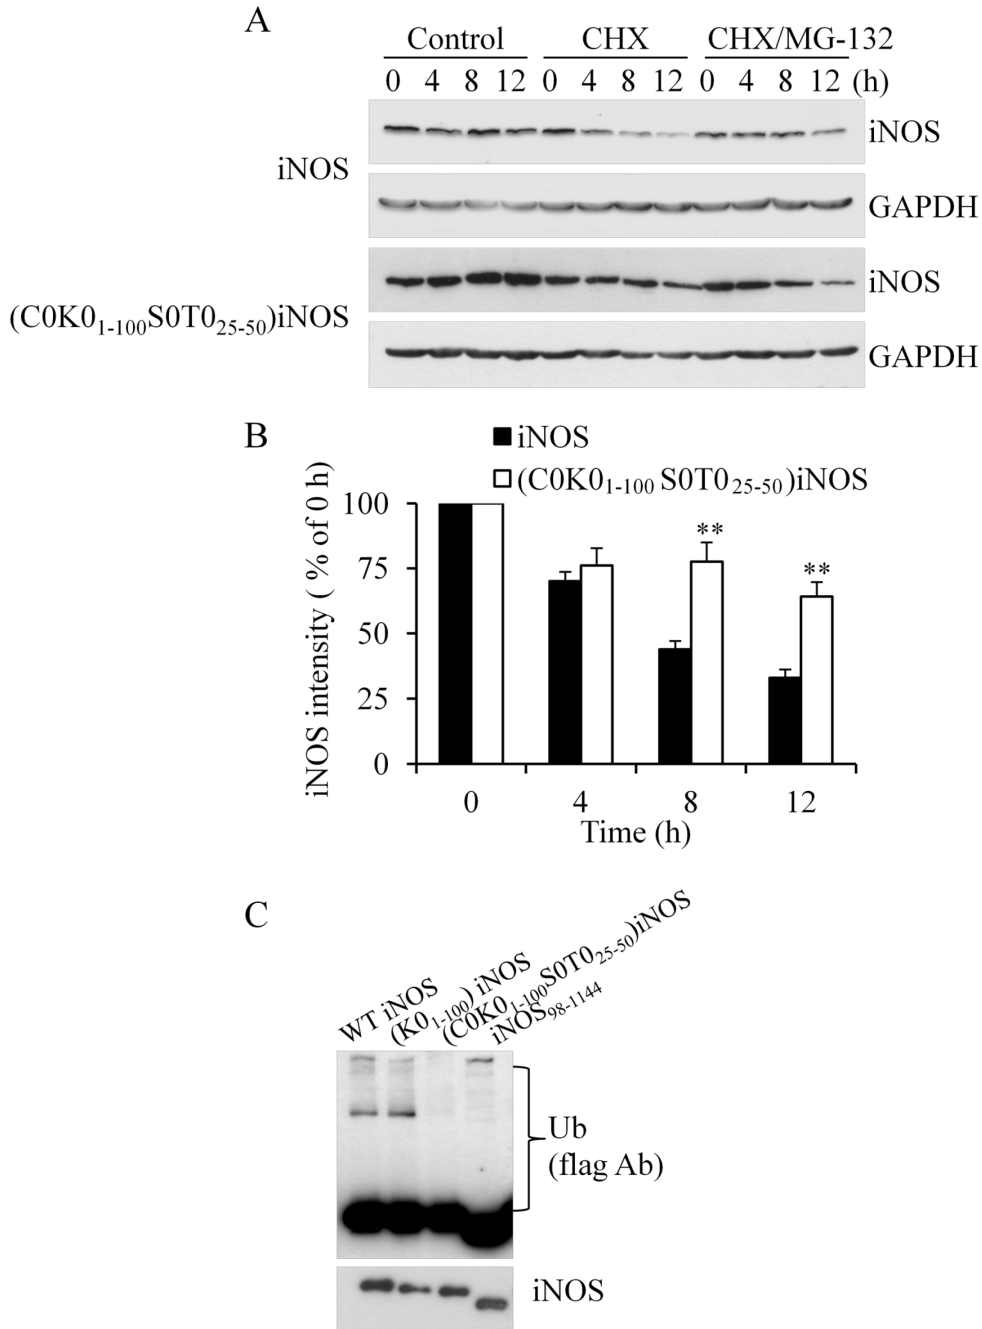 A
Control CHX CHX/MG-132
0 4 8 12 0 4 8 12 0 4 8 12 (h)
iNOS
iNOS
GAPDH
iNOS
(C0K01-100S0T025-50)iNOS
GAPDH
B
iNOS
(C0K01-100 S0T025-50)iNOS
iNOS intensity ( % of 0 h)
100
75
50
25
0
** **
0 4 8 12
Time (h)
C
WT iNOS
(K01-100) iNOS
(C0K01-100S0T025-50)iNOS
iNOS98-1144
Ub
(flag Ab)
iNOS